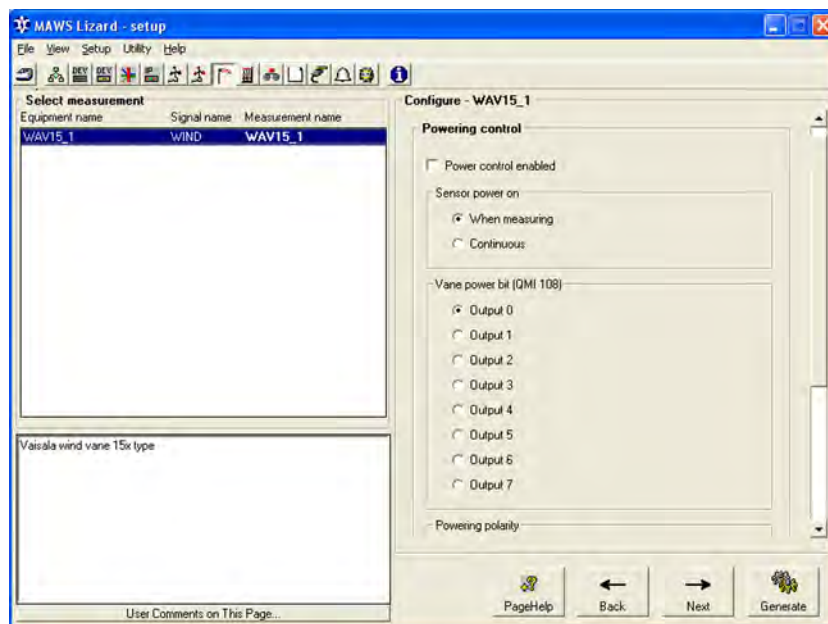 MAWS Lizard - setup
File View Setup Utility Help
DEV DEV
Select measurement
Equipment name Signal name Measurement name
WAV15_1 WIND WAV15_1
Vaisala wind vane 15x type
User Comments on This Page...
Configure - WAV15_1
Powering control
Power control enabled
Sensor power on
When measuring
Continuous
Vane power bit (QMI 108)
Output 0
Output 1
Output 2
Output 3
Output 4
Output 5
Output 6
Output 7
Powering polarity
PageHelp Back Next Generate